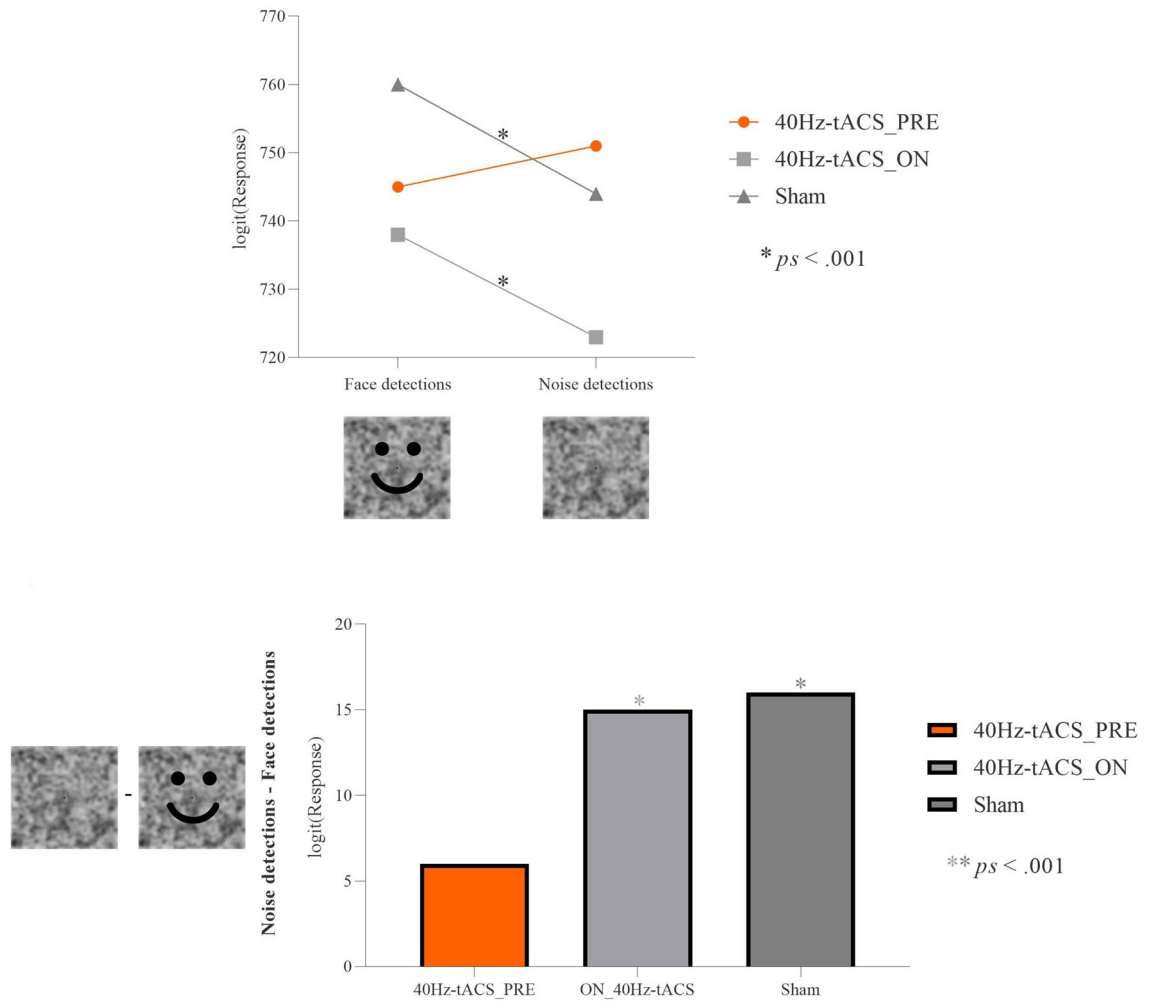 770
760
750
740
730
720
logit(Response)
*
*
Face detections
Noise detections
40Hz-tACS_PRE
40Hz-tACS_ON
Sham
* ps < .001
-
Noise detections - Face detections
logit(Response)
20
15
10
5
0
*
*
40Hz-tACS_PRE
ON_40Hz-tACS
Sham
40Hz-tACS_PRE
40Hz-tACS_ON
Sham
** ps < .001